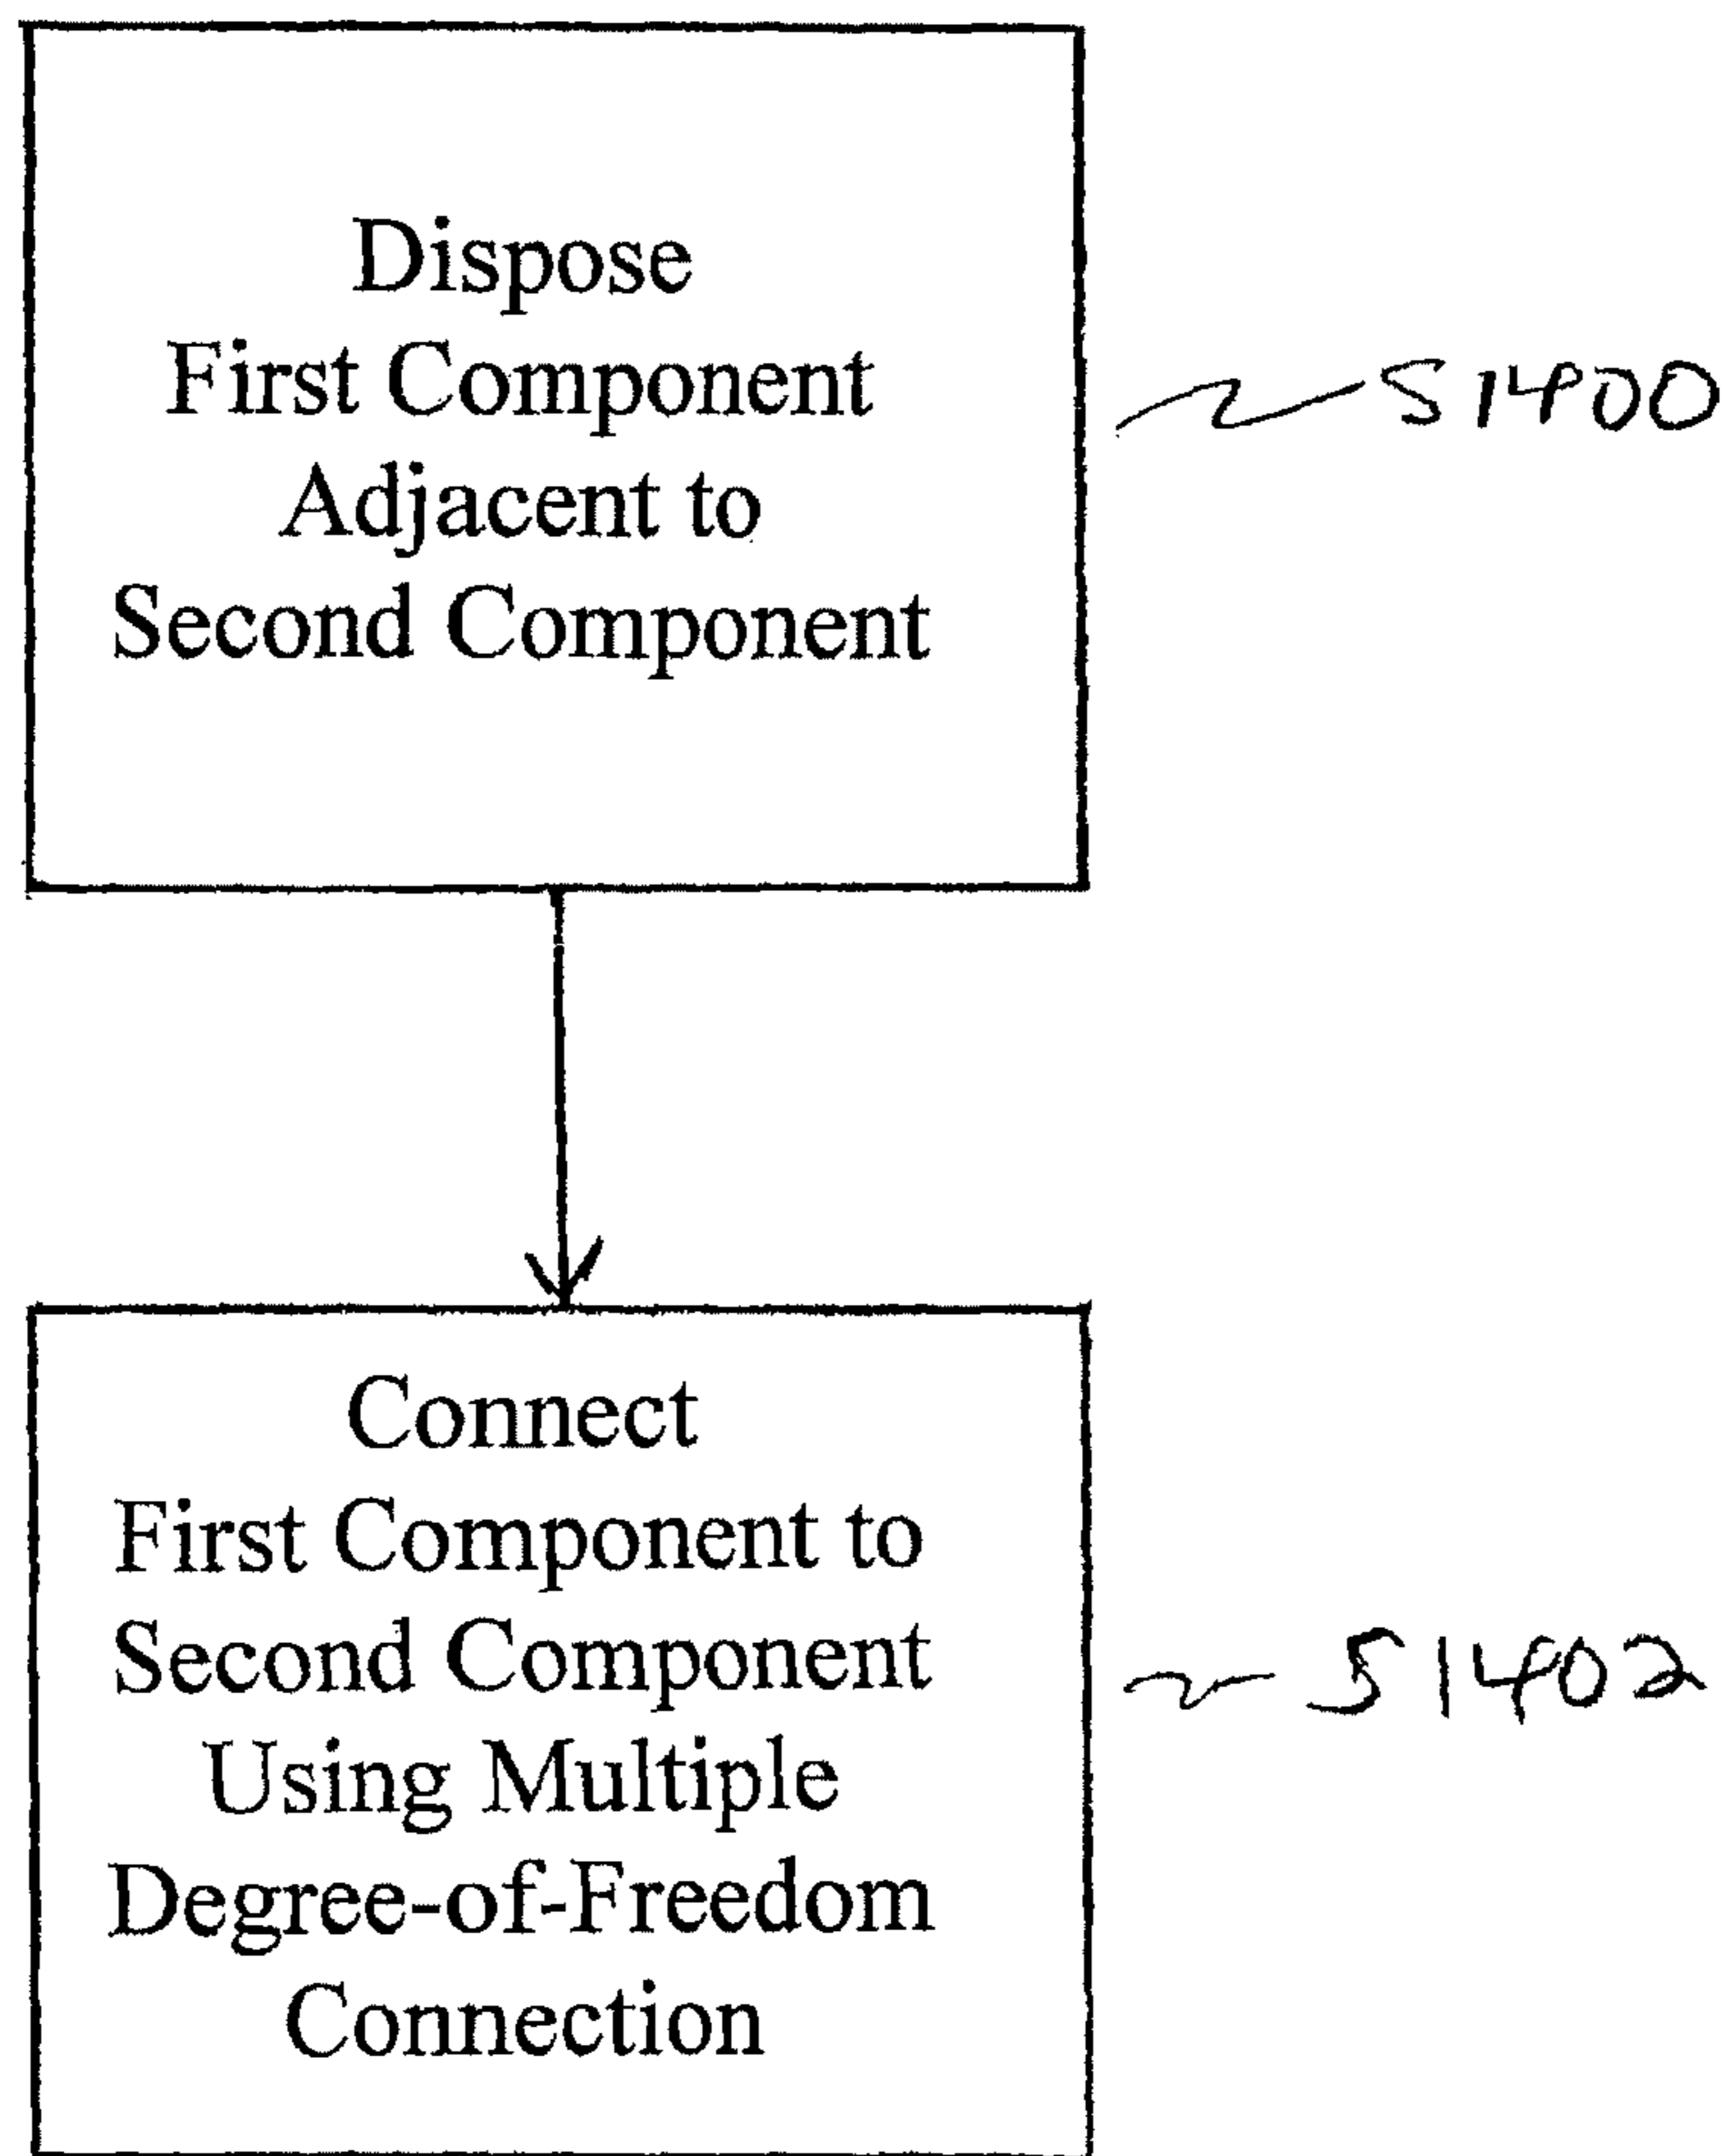 Dispose
First Component
Adjacent to
Second Component
S1400
Connect
First Component to
Second Component
Using Multiple
Degree-of-Freedom
Connection
S1402